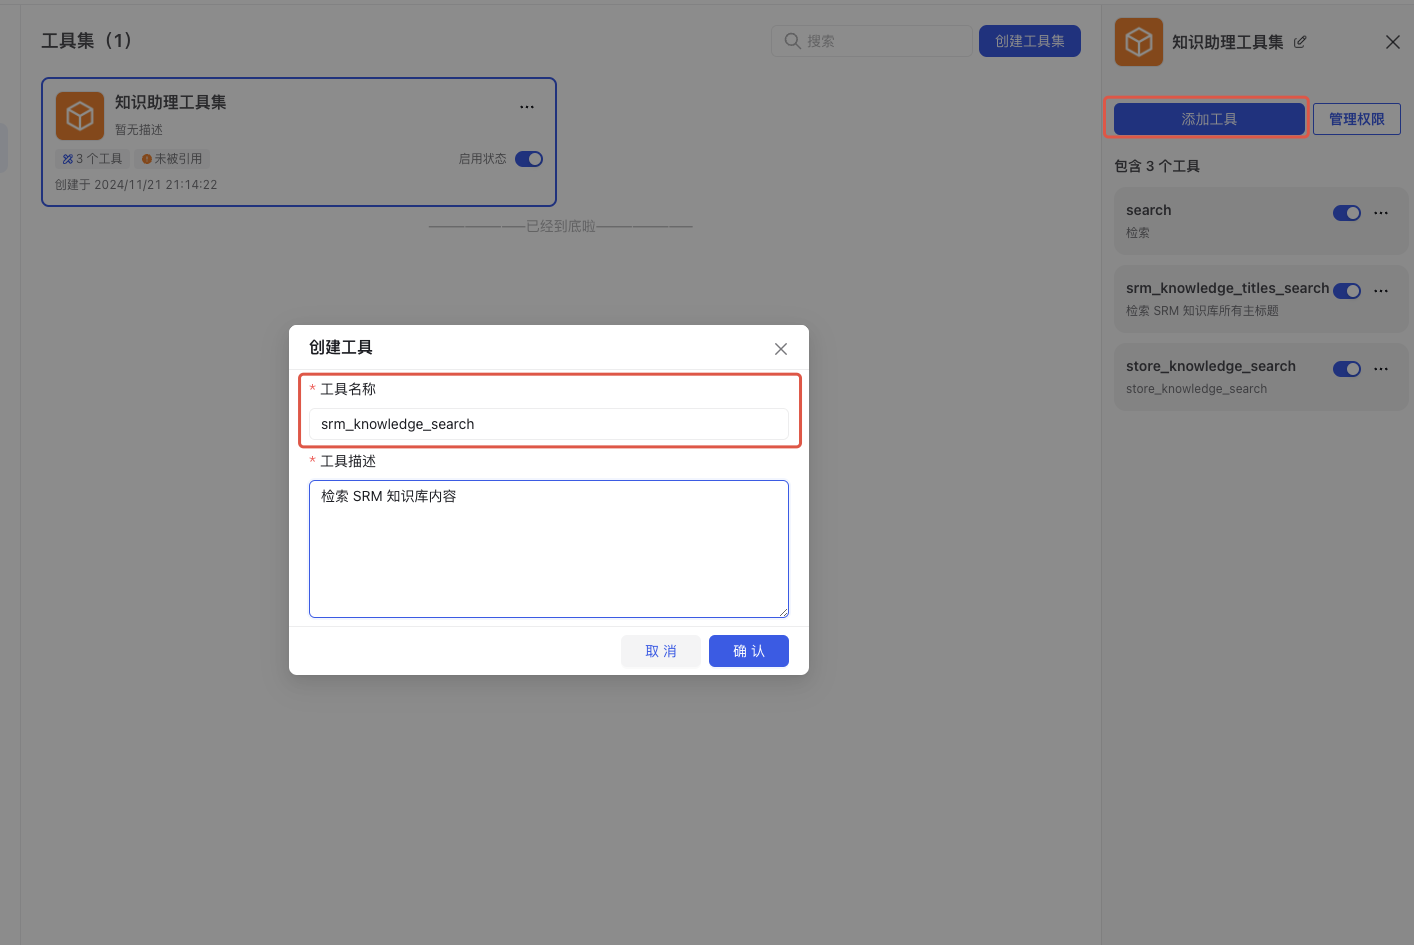 工具集（1）
搜索
创建工具集
知识助理工具集
暂无描述
3 个工具
未被引用
启用状态
创建于 2024/11/21 21:14:22
已经到底啦
创建工具
* 工具名称
srm_knowledge_search
* 工具描述
检索 SRM 知识库内容
取 消
确 认
知识助理工具集
添加工具
管理权限
包含 3 个工具
search
检索
srm_knowledge_titles_search
检索 SRM 知识库所有主标题
store_knowledge_search
store_knowledge_search